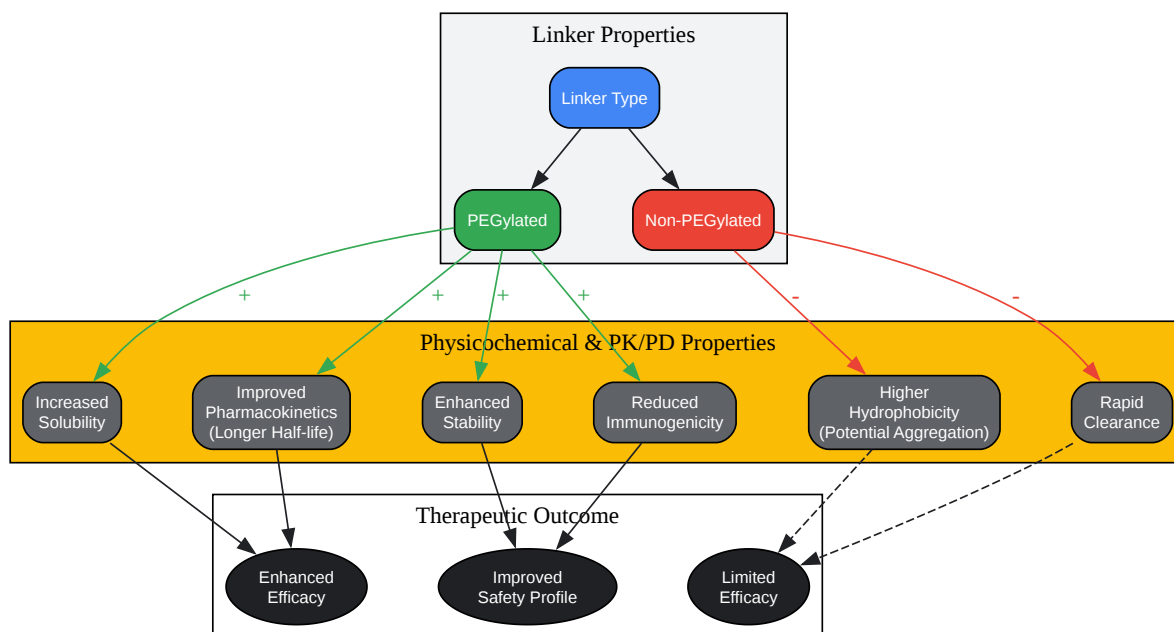 Linker Properties
Linker Type
PEGylated
Non-PEGylated
+
+
+
+
-
-
Physicochemical & PK/PD Properties
Increased
Solubility
Improved
Pharmacokinetics
(Longer Half-life)
Enhanced
Stability
Reduced
Immunogenicity
Higher
Hydrophobicity
(Potential Aggregation)
Rapid
Clearance
Therapeutic Outcome
Enhanced
Efficacy
Improved
Safety Profile
Limited
Efficacy